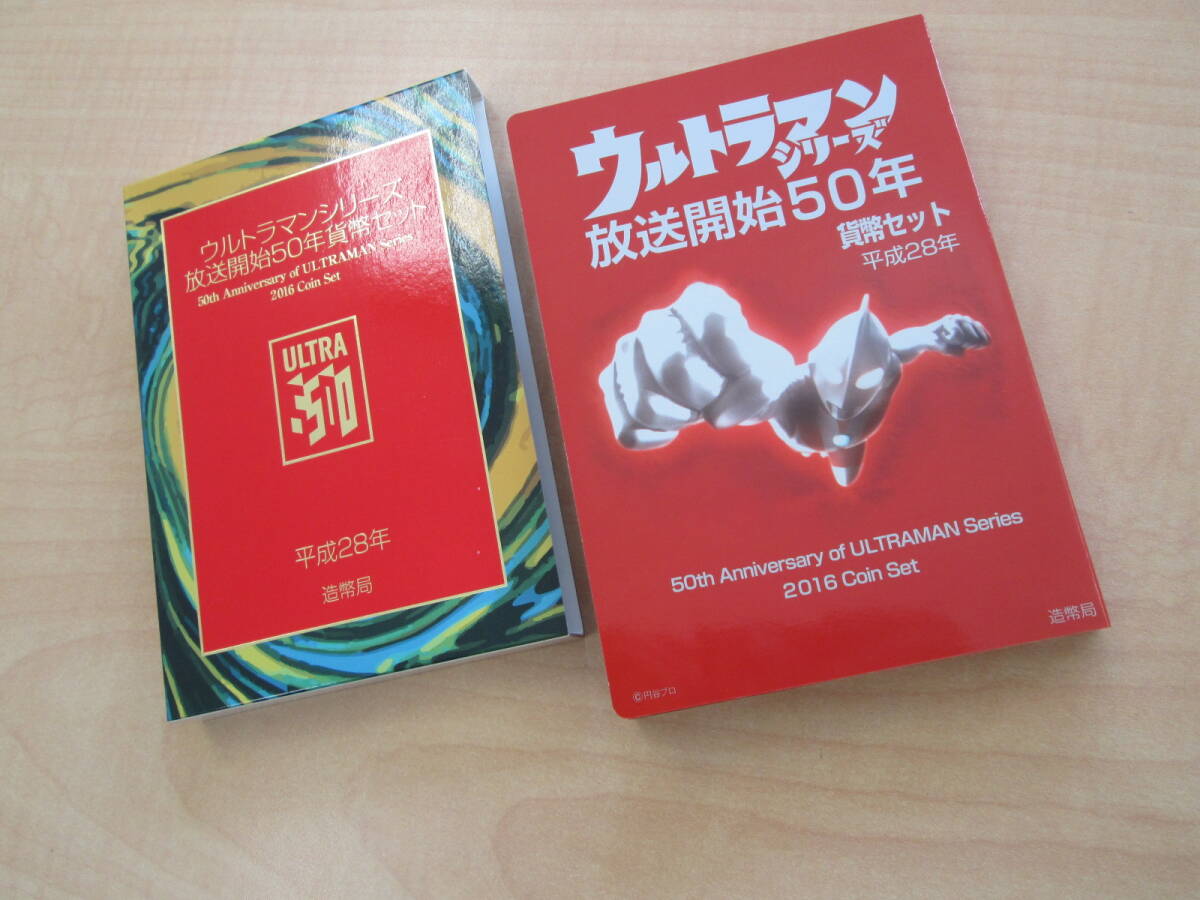 ウルトラマンシリーズ
放送開始50年貨幣セット
50th Anniversary of ULTRAMAN Series
2016 Coin Set
ULTRA
50
平成28年
造幣局
ウルトラマン
シリーズ
放送開始50年
貨幣セット
平成28年
50th Anniversary of ULTRAMAN Series
2016 Coin Set
造幣局
©円谷プロ